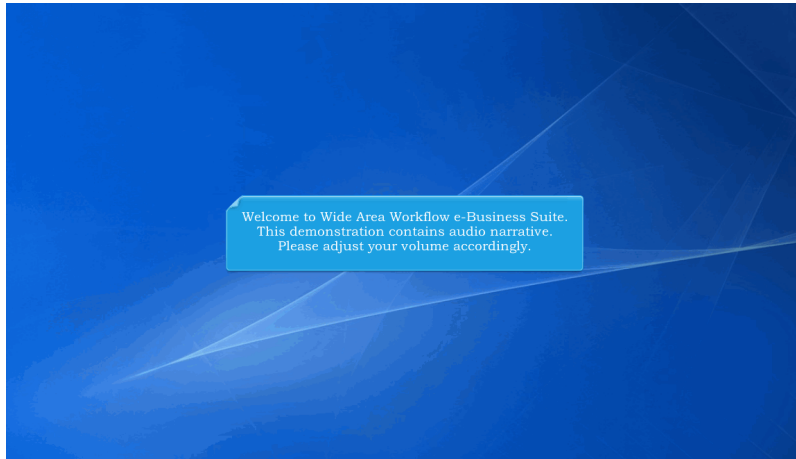 Welcome to Wide Area Workflow e-Business Suite.
This demonstration contains audio narrative.
Please adjust your volume accordingly.